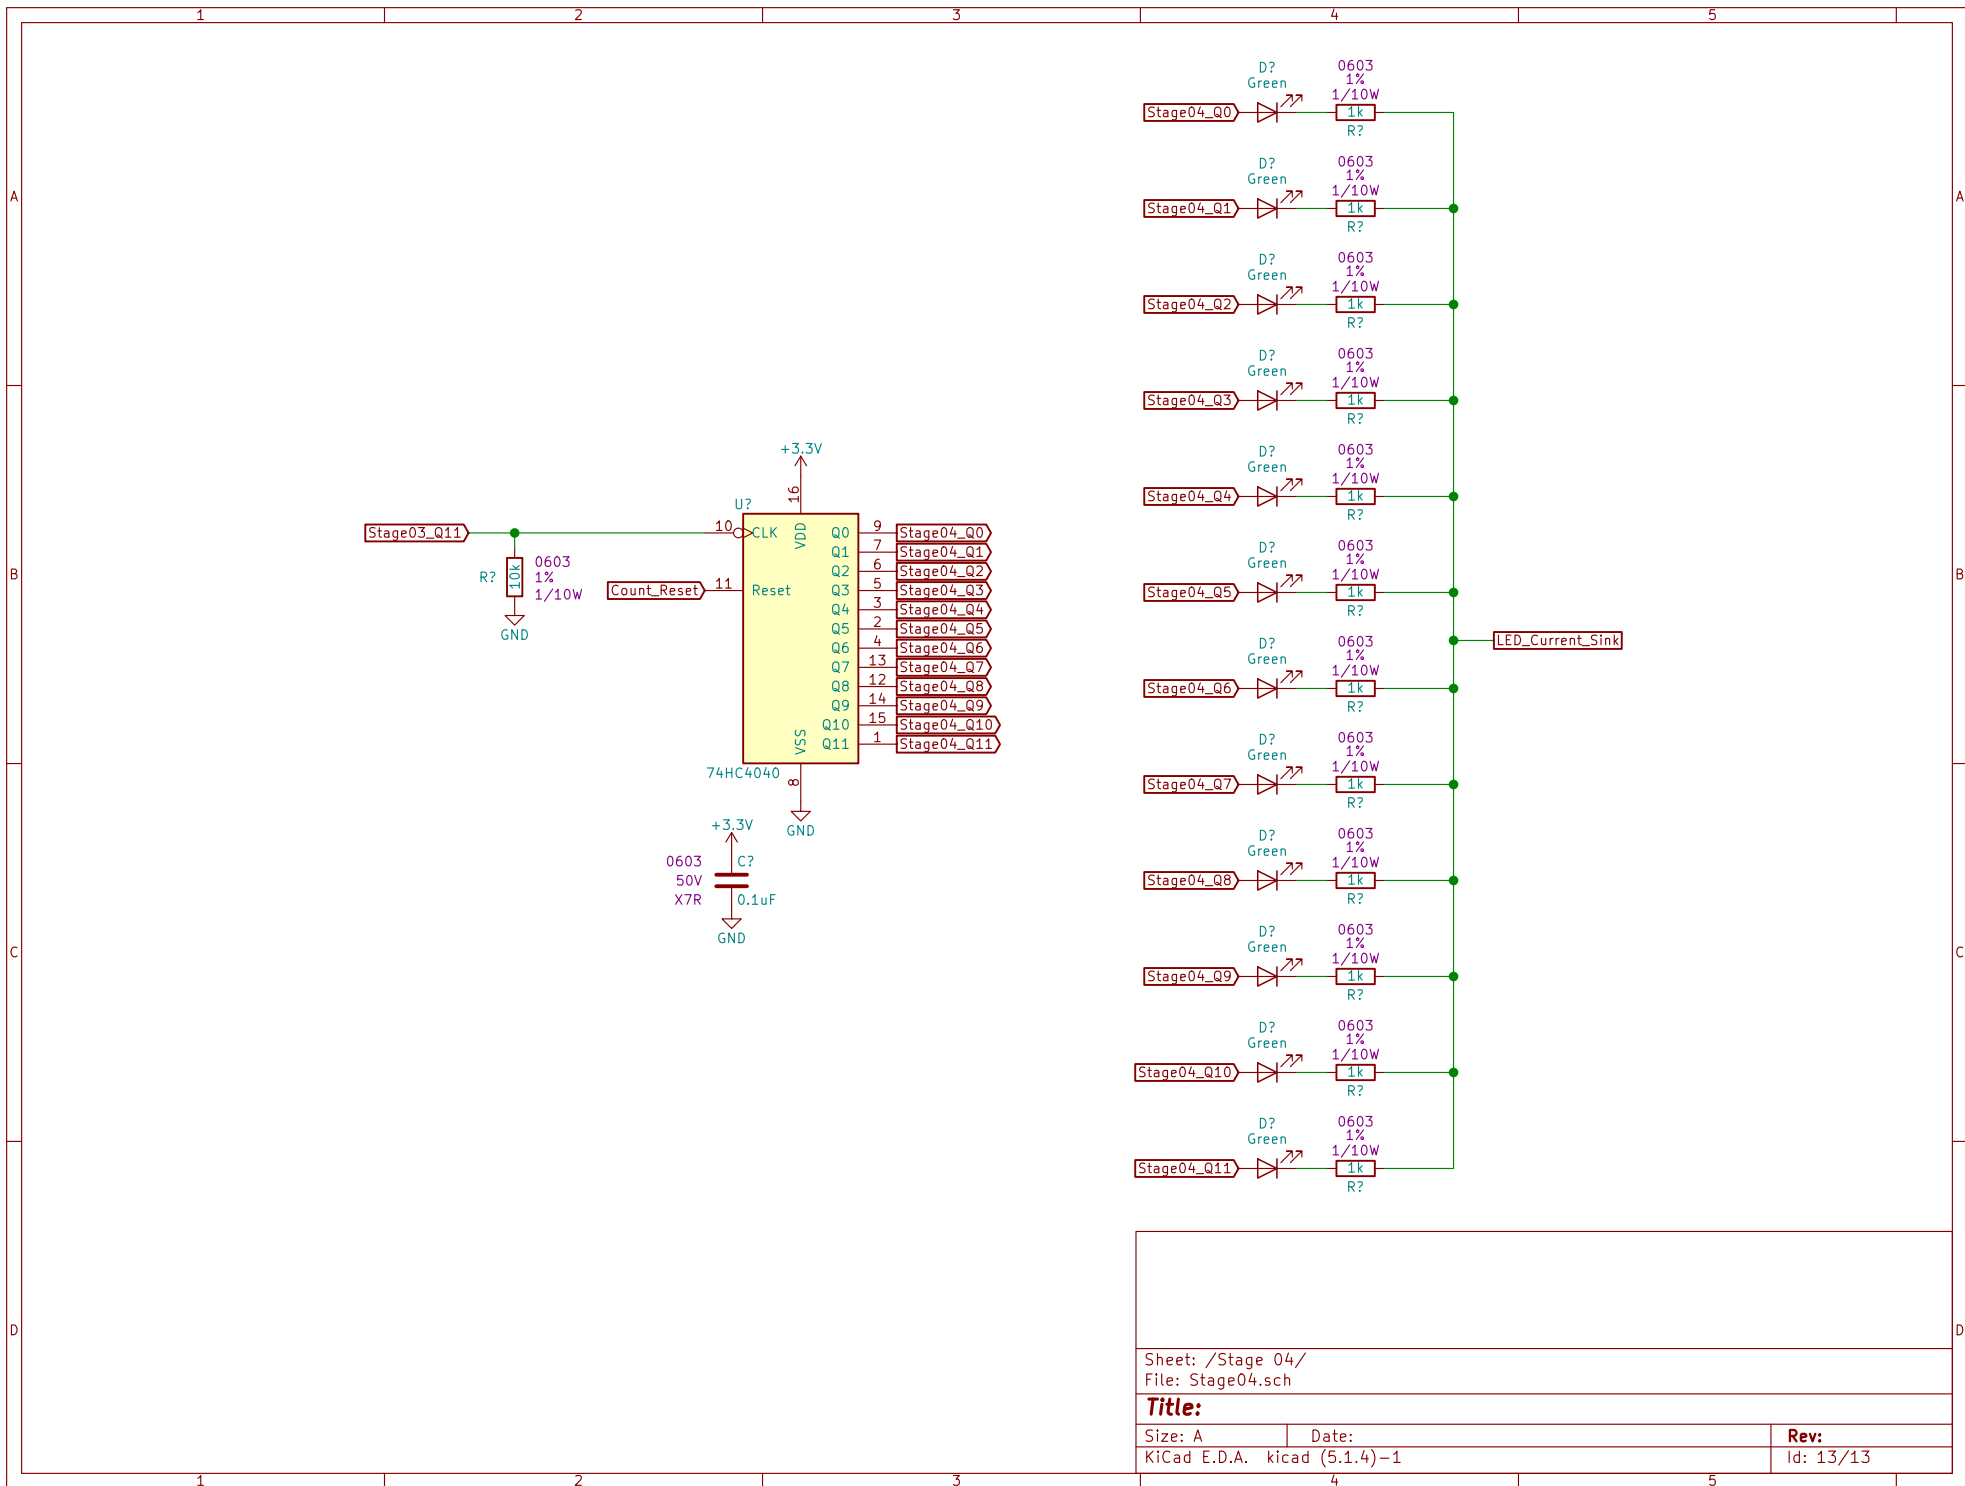 1 2 3 4 5
A A
B B
C C
D D
Stage03_Q11
R?
10k
0603
1%
1/10W
GND
Count_Reset
+3.3V
16
U?
10 CLK
11 Reset
VDD
VSS
Q0 9 Stage04_Q0
Q1 7 Stage04_Q1
Q2 6 Stage04_Q2
Q3 5 Stage04_Q3
Q4 3 Stage04_Q4
Q5 2 Stage04_Q5
Q6 4 Stage04_Q6
Q7 13 Stage04_Q7
Q8 12 Stage04_Q8
Q9 14 Stage04_Q9
Q10 15 Stage04_Q10
Q11 1 Stage04_Q11
74HC4040
8
GND
+3.3V
0603 C?
50V
X7R 0.1uF
GND
D? 0603
Green 1%
1/10W
Stage04_Q0 1k
R?
D? 0603
Green 1%
1/10W
Stage04_Q1 1k
R?
D? 0603
Green 1%
1/10W
Stage04_Q2 1k
R?
D? 0603
Green 1%
1/10W
Stage04_Q3 1k
R?
D? 0603
Green 1%
1/10W
Stage04_Q4 1k
R?
D? 0603
Green 1%
1/10W
Stage04_Q5 1k
R?
LED_Current_Sink
D? 0603
Green 1%
1/10W
Stage04_Q6 1k
R?
D? 0603
Green 1%
1/10W
Stage04_Q7 1k
R?
D? 0603
Green 1%
1/10W
Stage04_Q8 1k
R?
D? 0603
Green 1%
1/10W
Stage04_Q9 1k
R?
D? 0603
Green 1%
1/10W
Stage04_Q10 1k
R?
D? 0603
Green 1%
1/10W
Stage04_Q11 1k
R?
Sheet: /Stage 04/
File: Stage04.sch
Title:
Size: A Date: Rev:
KiCad E.D.A. kicad (5.1.4)-1 Id: 13/13
1 2 3 4 5